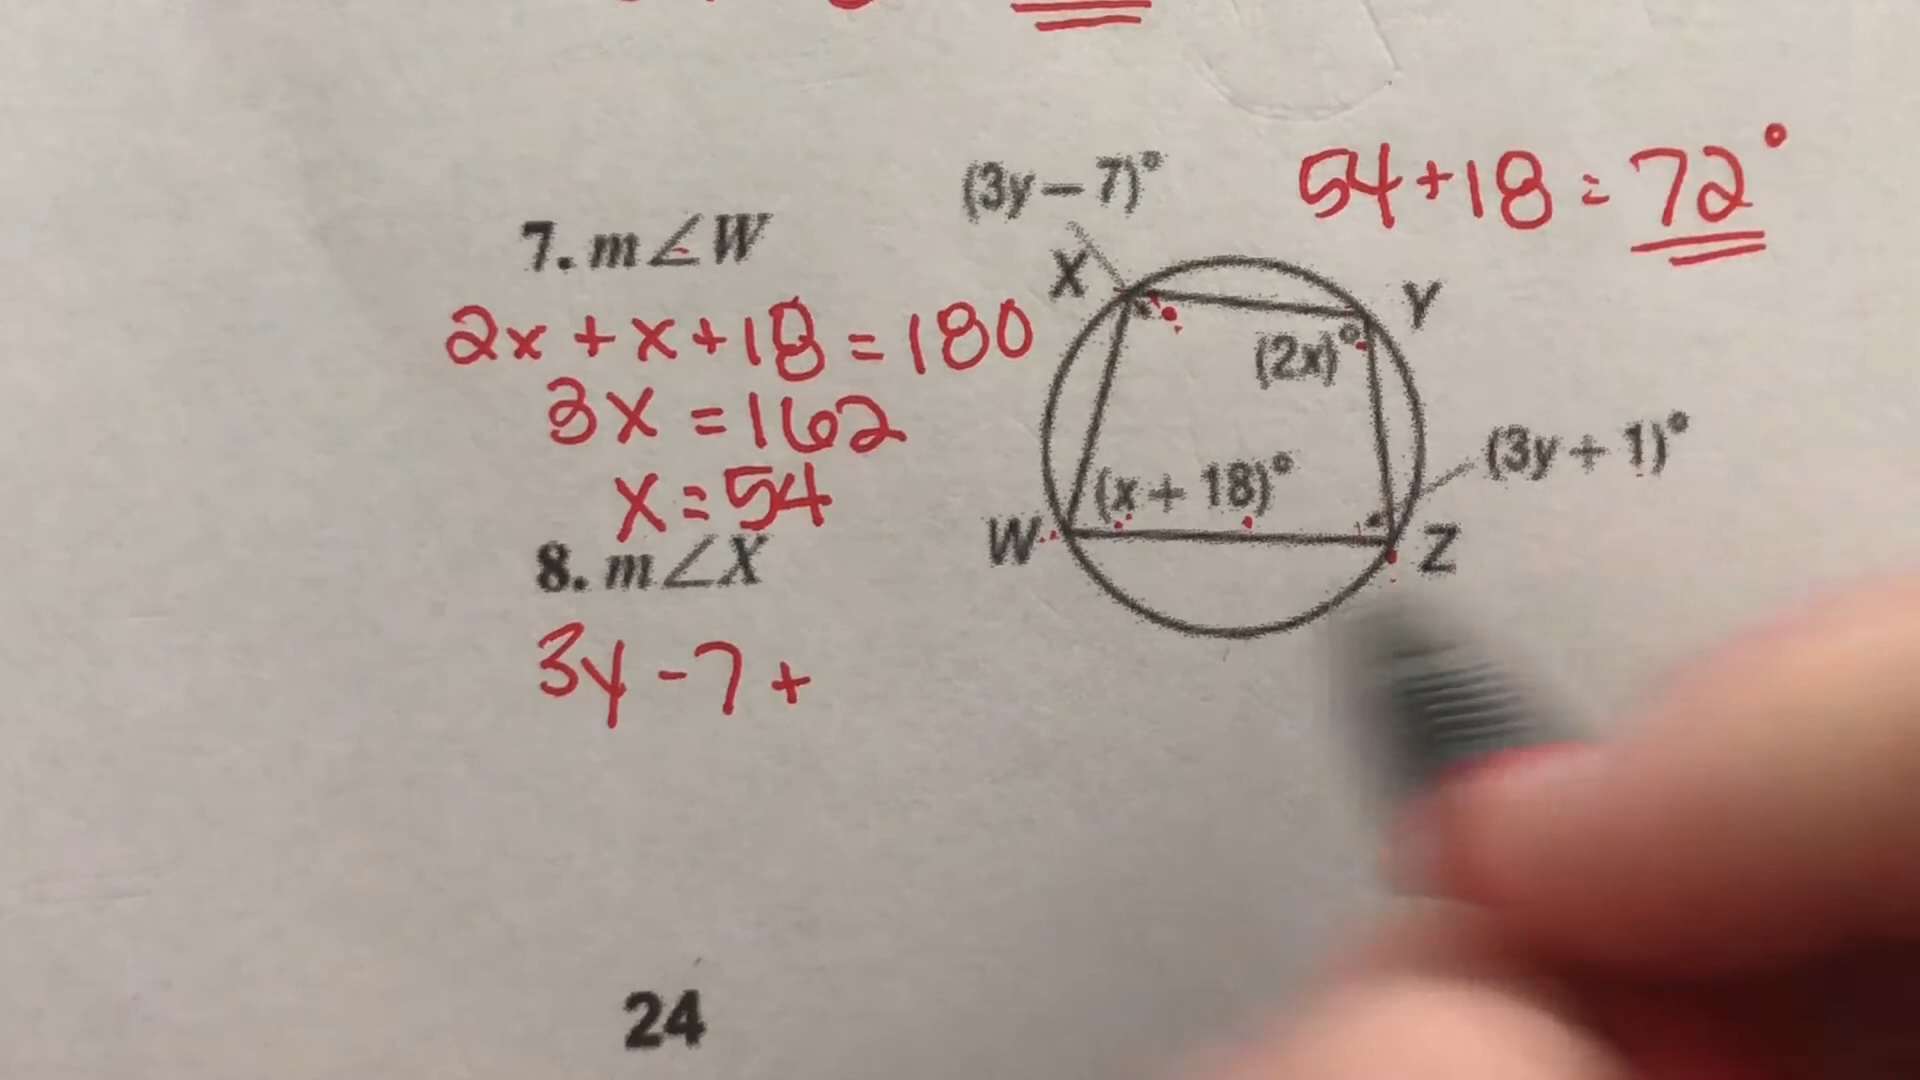 (3y − 7)°
54 + 18 = 72°
7. m∠W
X
Y
2x + x + 18 = 180
(2x)°
3x = 162
(3y + 1)°
(x + 18)°
x = 54
W
Z
8. m∠X
3y - 7 +
24